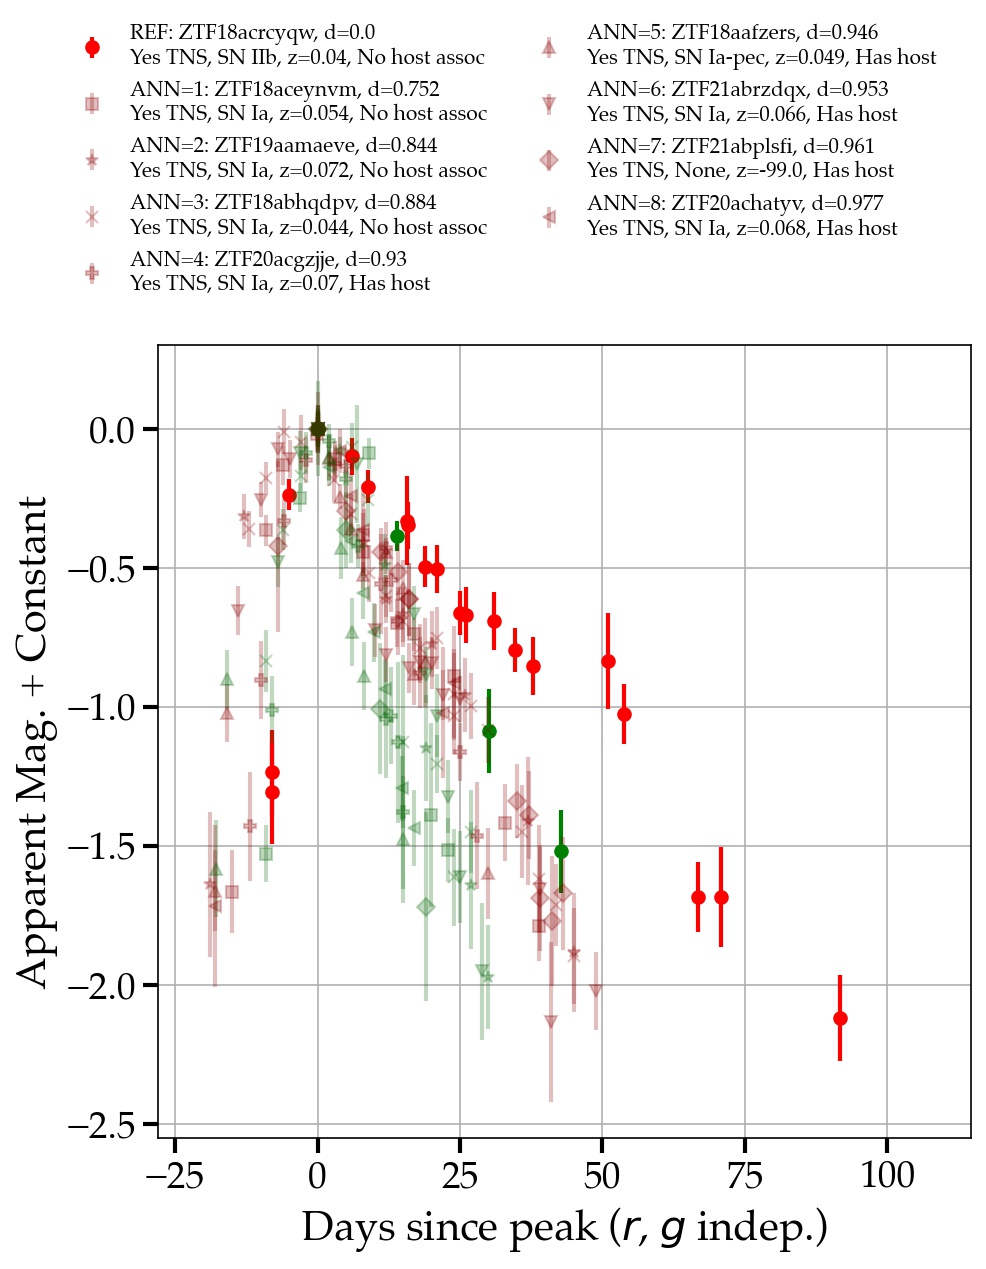 REF: ZTF18acrcyqw, d=0.0
Yes TNS, SN IIb, z=0.04, No host assoc
ANN=1: ZTF18aceynvm, d=0.752
Yes TNS, SN Ia, z=0.054, No host assoc
ANN=2: ZTF19aamaeve, d=0.844
Yes TNS, SN Ia, z=0.072, No host assoc
ANN=3: ZTF18abhqdpv, d=0.884
Yes TNS, SN Ia, z=0.044, No host assoc
ANN=4: ZTF20acgzjje, d=0.93
Yes TNS, SN Ia, z=0.07, Has host
ANN=5: ZTF18aafzers, d=0.946
Yes TNS, SN Ia-pec, z=0.049, Has host
ANN=6: ZTF21abrzdqx, d=0.953
Yes TNS, SN Ia, z=0.066, Has host
ANN=7: ZTF21abplsfi, d=0.961
Yes TNS, None, z=-99.0, Has host
ANN=8: ZTF20achatyv, d=0.977
Yes TNS, SN Ia, z=0.068, Has host
Apparent Mag. + Constant
0.0
−0.5
−1.0
−1.5
−2.0
−2.5
−25 0 25 50 75 100
Days since peak (r, g indep.)